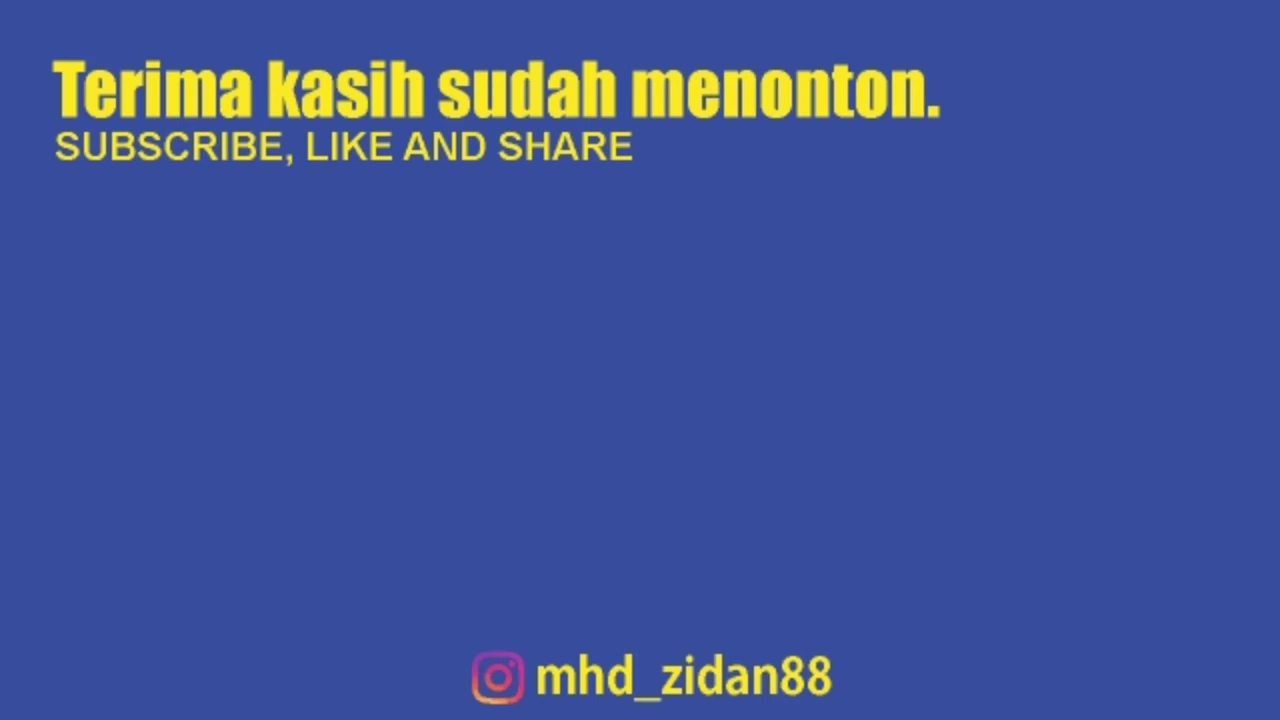 Terima kasih sudah menonton.
SUBSCRIBE, LIKE AND SHARE
mhd_zidan88